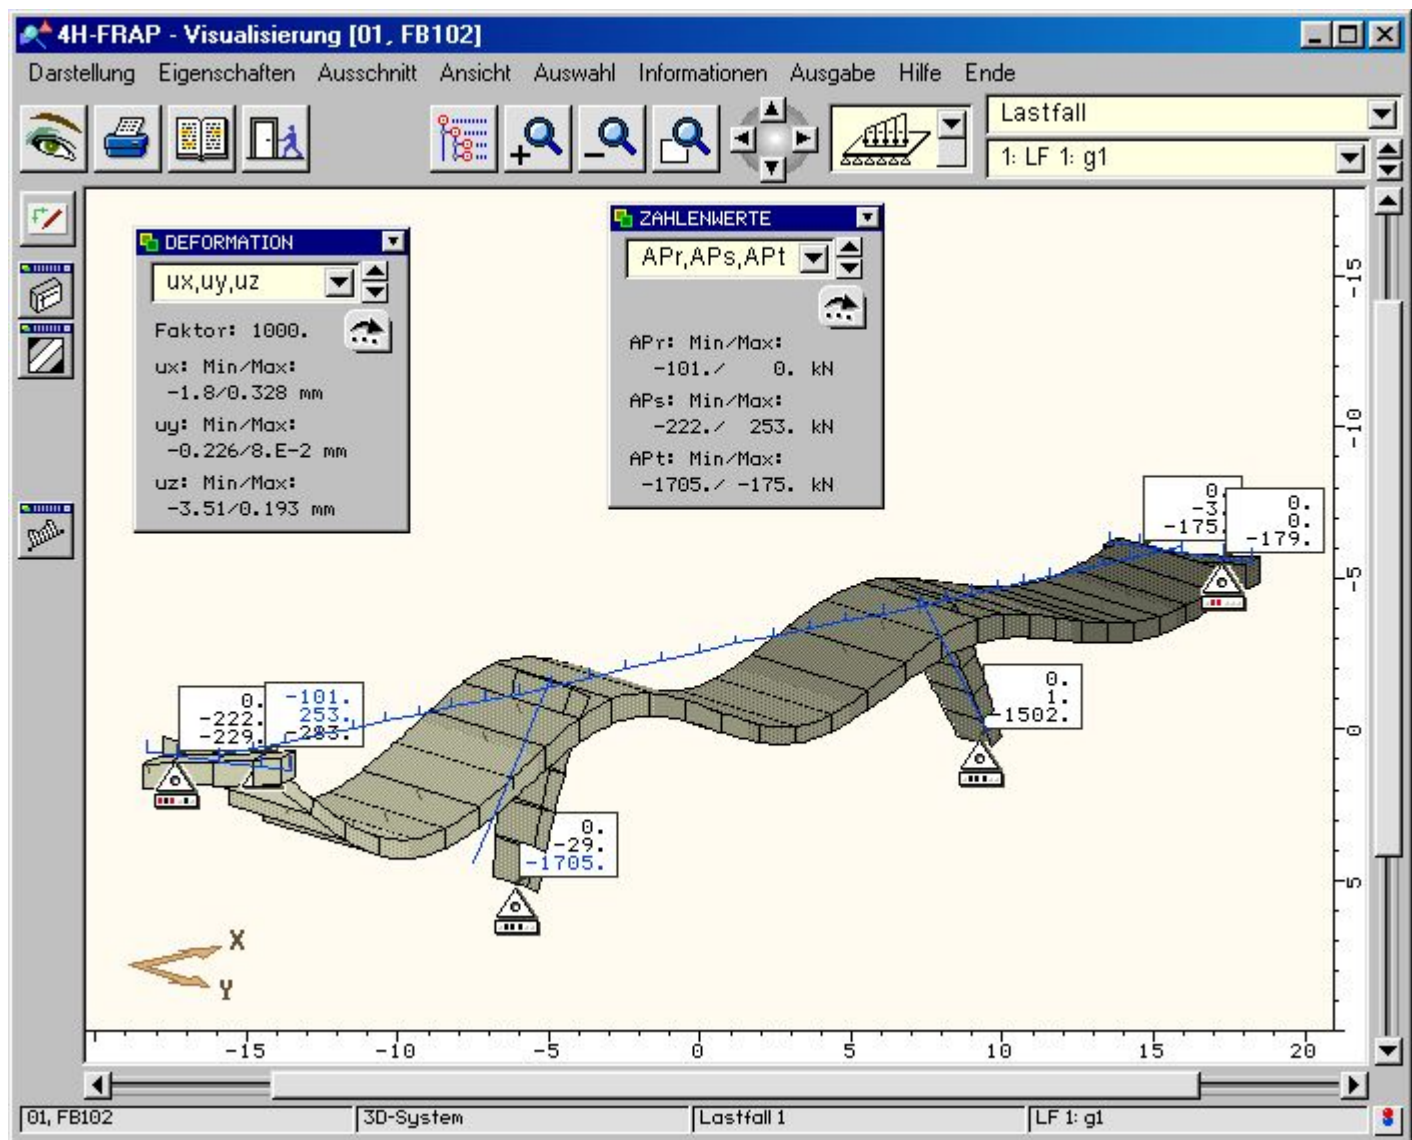 4H-FRAP - Visualisierung [01, FB102]
Darstellung Eigenschaften Ausschnitt Ansicht Auswahl Informationen Ausgabe Hilfe Ende
Lastfall
1: LF 1: g1
DEFORMATION
ux,uy,uz
Faktor: 1000.
ux: Min/Max:
-1.8/0.328 mm
uy: Min/Max:
-0.226/8.E-2 mm
uz: Min/Max:
-3.51/0.193 mm
ZAHLENWERTE
APr,APs,APt
APr: Min/Max:
-101./ 0. kN
APs: Min/Max:
-222./ 253. kN
APt: Min/Max:
-1705./ -175. kN
0.
-3.
-175.
0.
0.
-179.
0.
-222.
-229.
-101.
253.
-283.
0.
1.
-1502.
0.
-29.
-1705.
X
Y
-15
-10
-5
0
5
-15 -10 -5 0 5 10 15 20
01, FB102 3D-System Lastfall 1 LF 1: g1